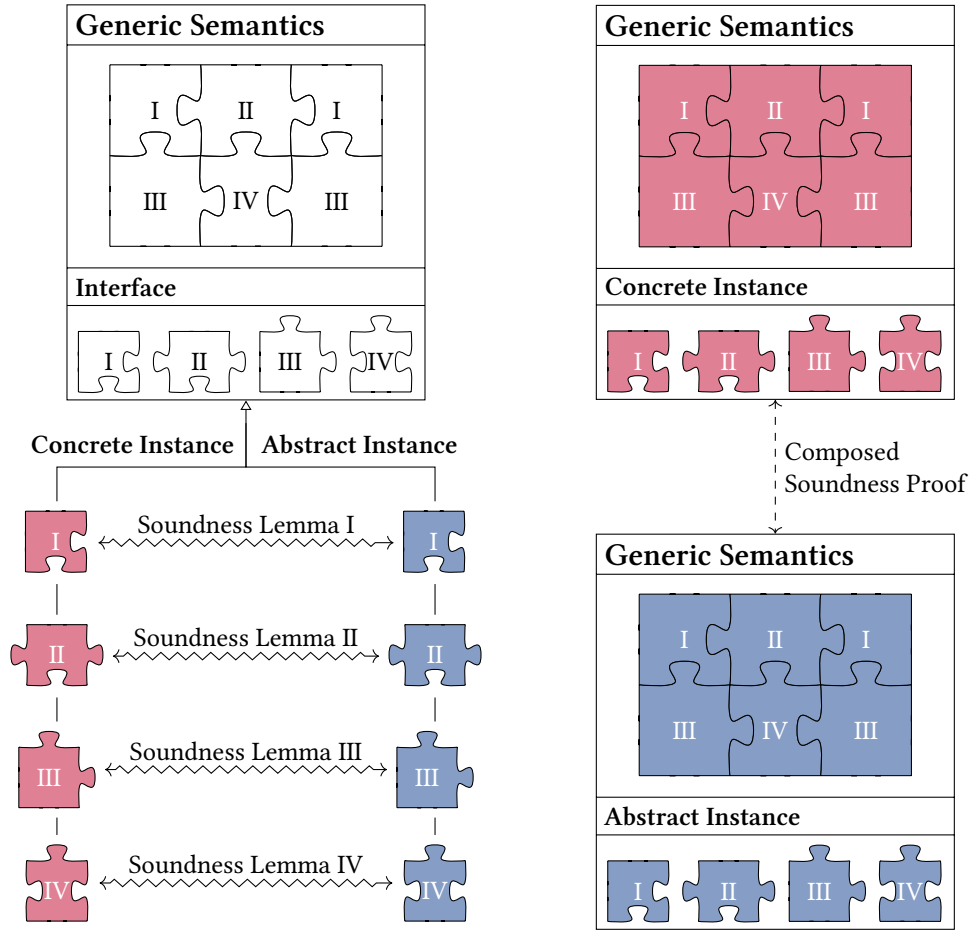 Generic Semantics
I
II
I
III
IV
III
Interface
I
II
III
IV
Concrete Instance
Abstract Instance
I
Soundness Lemma I
I
II
Soundness Lemma II
II
III
Soundness Lemma III
III
IV
Soundness Lemma IV
IV
Generic Semantics
I
II
I
III
IV
III
Concrete Instance
I
II
III
IV
Composed
Soundness Proof
Generic Semantics
I
II
I
III
IV
III
Abstract Instance
I
II
III
IV